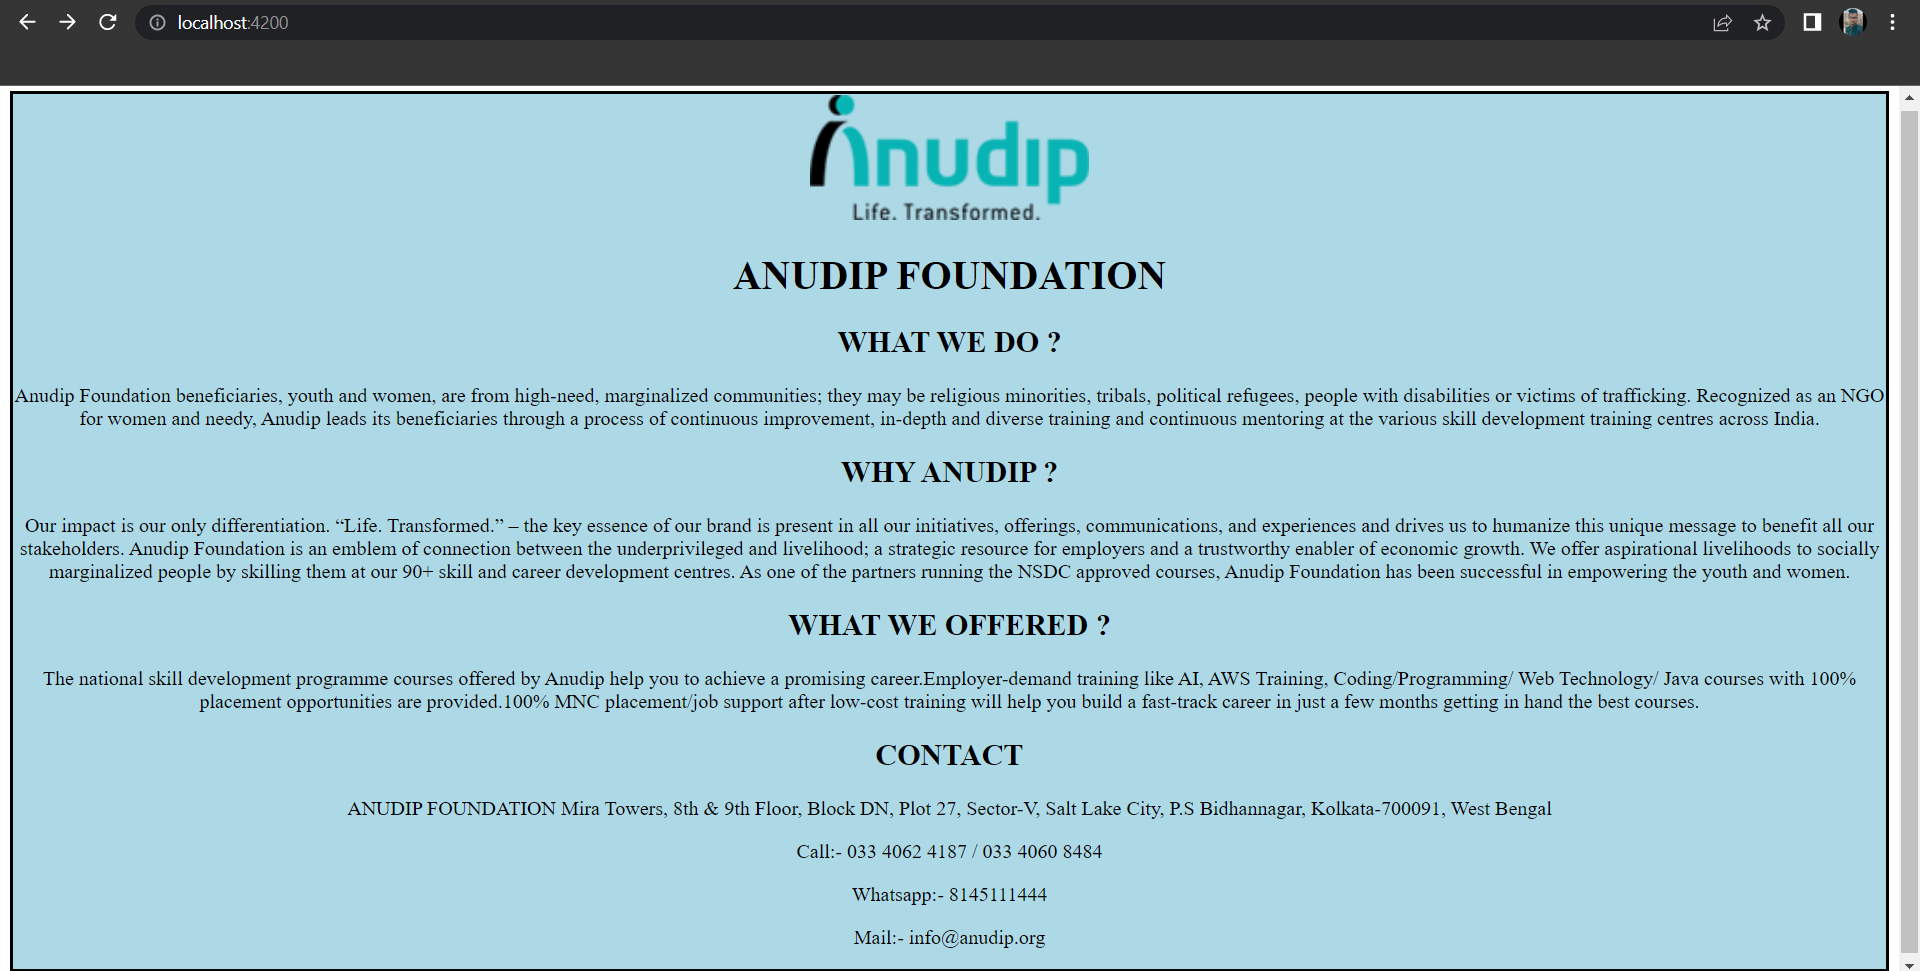 localhost:4200
Anudip
Life. Transformed.
ANUDIP FOUNDATION
WHAT WE DO ?
Anudip Foundation beneficiaries, youth and women, are from high-need, marginalized communities; they may be religious minorities, tribals, political refugees, people with disabilities or victims of trafficking. Recognized as an NGO
for women and needy, Anudip leads its beneficiaries through a process of continuous improvement, in-depth and diverse training and continuous mentoring at the various skill development training centres across India.
WHY ANUDIP ?
Our impact is our only differentiation. “Life. Transformed.” – the key essence of our brand is present in all our initiatives, offerings, communications, and experiences and drives us to humanize this unique message to benefit all our
stakeholders. Anudip Foundation is an emblem of connection between the underprivileged and livelihood; a strategic resource for employers and a trustworthy enabler of economic growth. We offer aspirational livelihoods to socially
marginalized people by skilling them at our 90+ skill and career development centres. As one of the partners running the NSDC approved courses, Anudip Foundation has been successful in empowering the youth and women.
WHAT WE OFFERED ?
The national skill development programme courses offered by Anudip help you to achieve a promising career.Employer-demand training like AI, AWS Training, Coding/Programming/ Web Technology/ Java courses with 100%
placement opportunities are provided.100% MNC placement/job support after low-cost training will help you build a fast-track career in just a few months getting in hand the best courses.
CONTACT
ANUDIP FOUNDATION Mira Towers, 8th & 9th Floor, Block DN, Plot 27, Sector-V, Salt Lake City, P.S Bidhannagar, Kolkata-700091, West Bengal
Call:- 033 4062 4187 / 033 4060 8484
Whatsapp:- 8145111444
Mail:- info@anudip.org